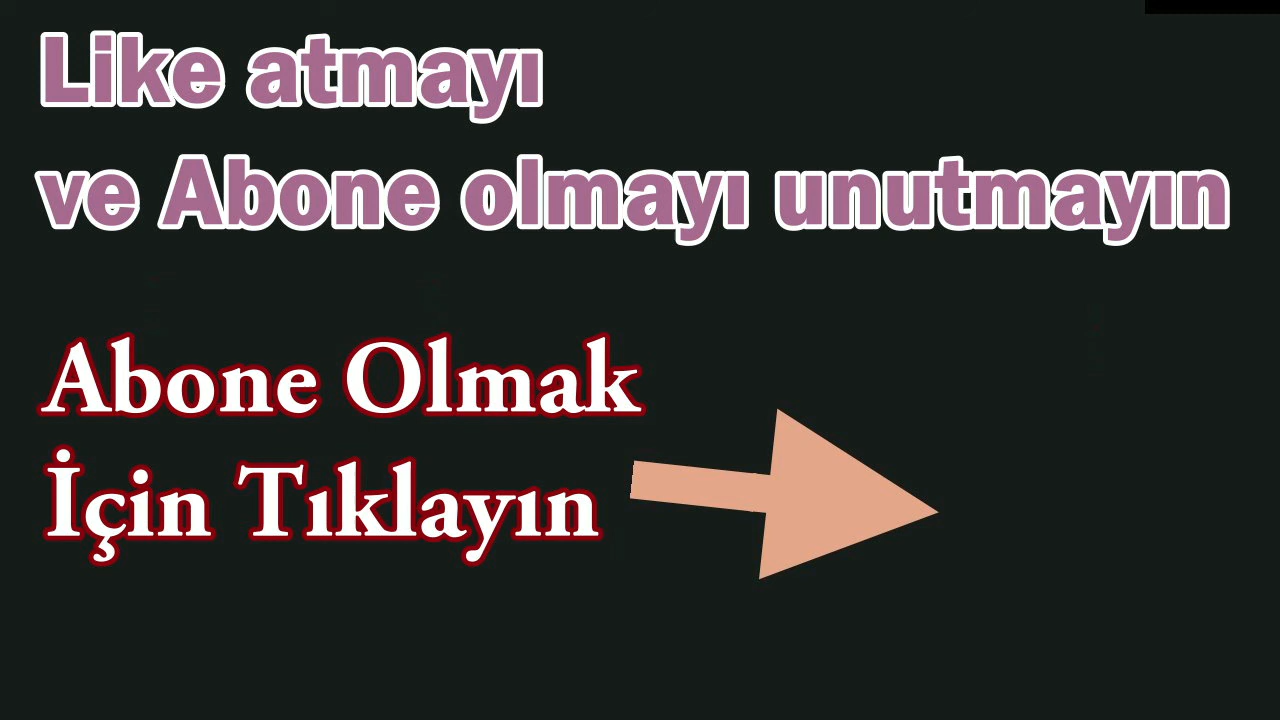 Like atmayı
ve Abone olmayı unutmayın
Abone Olmak
İçin Tıklayın